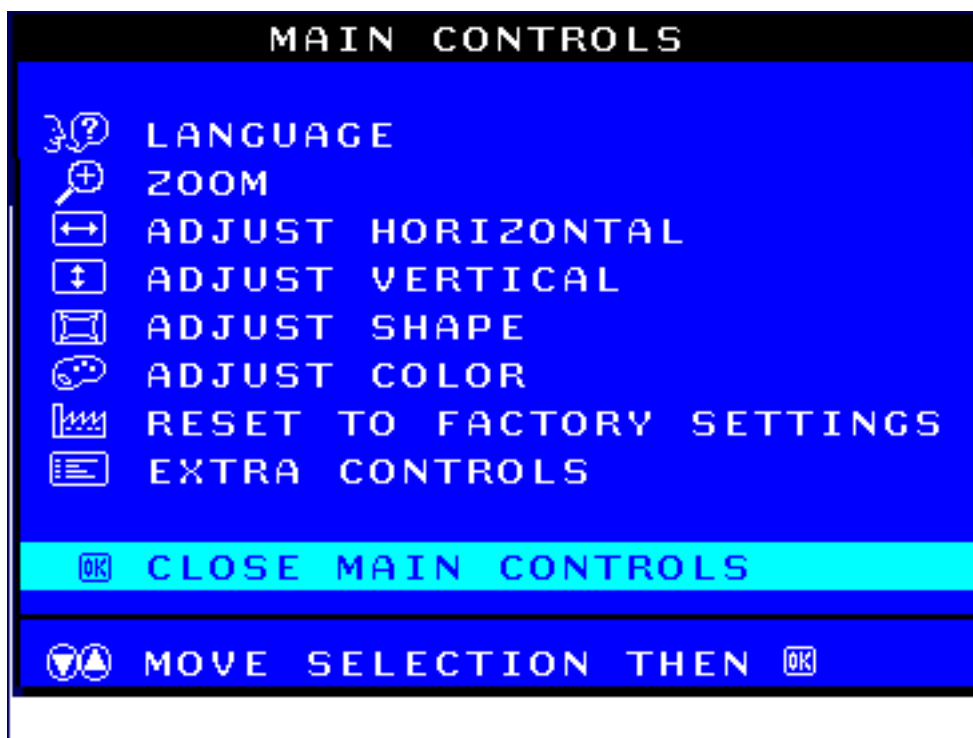 MAIN CONTROLS
? LANGUAGE
ZOOM
ADJUST HORIZONTAL
ADJUST VERTICAL
ADJUST SHAPE
ADJUST COLOR
RESET TO FACTORY SETTINGS
EXTRA CONTROLS
OK CLOSE MAIN CONTROLS
MOVE SELECTION THEN OK